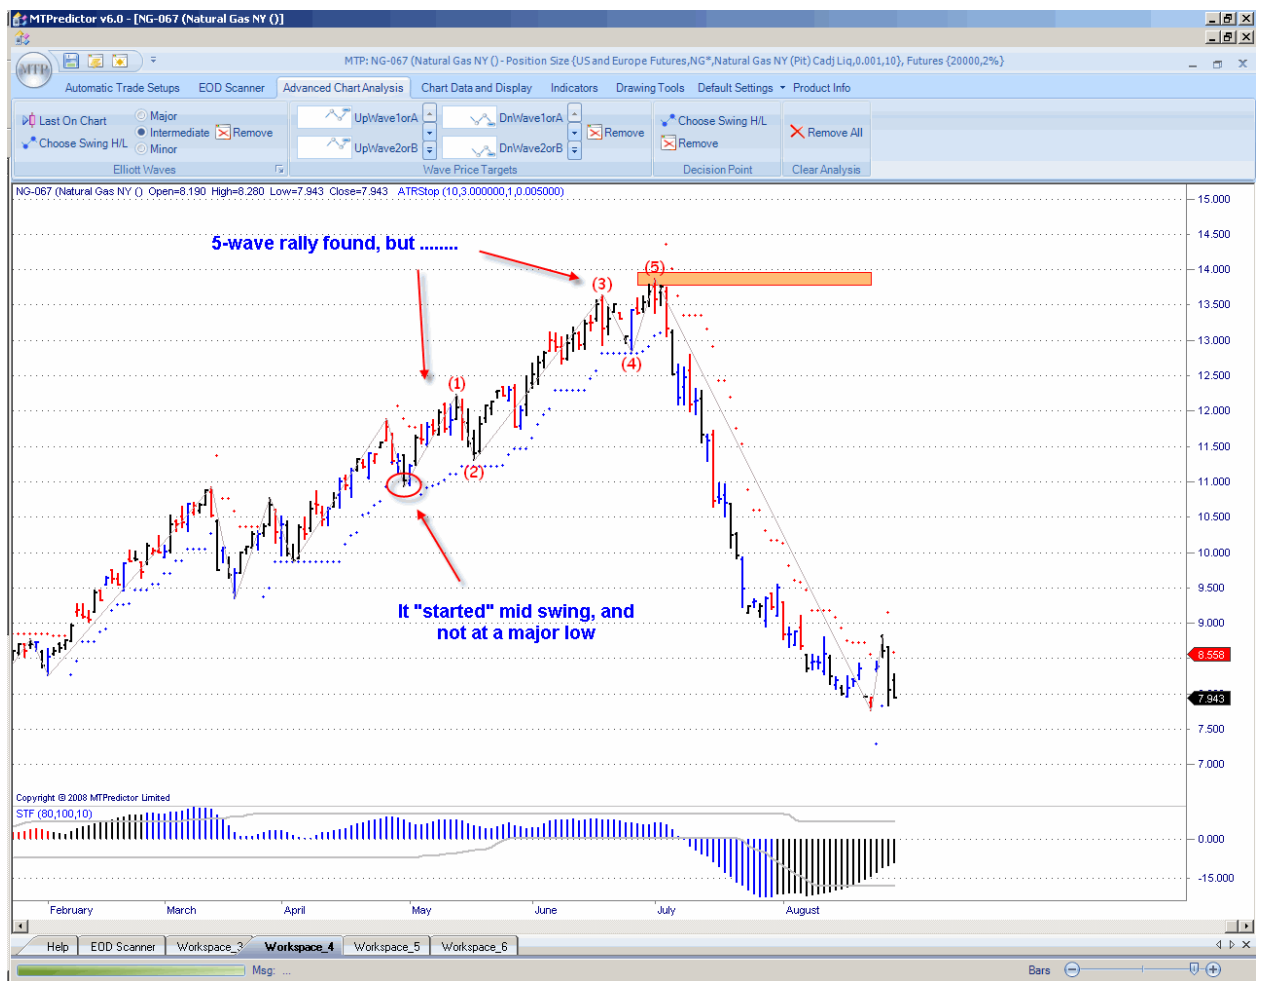 MTPredictor v6.0 - [NG-067 (Natural Gas NY ()]
MTP
MTP: NG-067 (Natural Gas NY () - Position Size {US and Europe Futures,NG*,Natural Gas NY (Pit) Cadj Liq,0.001,10}, Futures {20000,2%}
Automatic Trade Setups EOD Scanner Advanced Chart Analysis Chart Data and Display Indicators Drawing Tools Default Settings Product Info
Last On Chart
Choose Swing H/L
Major
Intermediate
Minor
Remove
Elliott Waves
UpWave1orA
UpWave2orB
DnWave1orA
DnWave2orB
Remove
Wave Price Targets
Choose Swing H/L
Remove
Decision Point
Remove All
Clear Analysis
NG-067 (Natural Gas NY () Open=8.190 High=8.280 Low=7.943 Close=7.943 ATRStop (10,3.000000,1,0.005000)
15.000
14.500
14.000
13.500
13.000
12.500
12.000
11.500
11.000
10.500
10.000
9.500
9.000
8.558
7.943
7.500
7.000
5-wave rally found, but ........
(1)
(2)
(3)
(4)
(5)
It "started" mid swing, and
not at a major low
Copyright @ 2008 MTPredictor Limited
STF (80,100,10)
0.000
-15.000
February March April May June July August
Help EOD Scanner Workspace_3 Workspace_4 Workspace_5 Workspace_6
Msg: ...
Bars